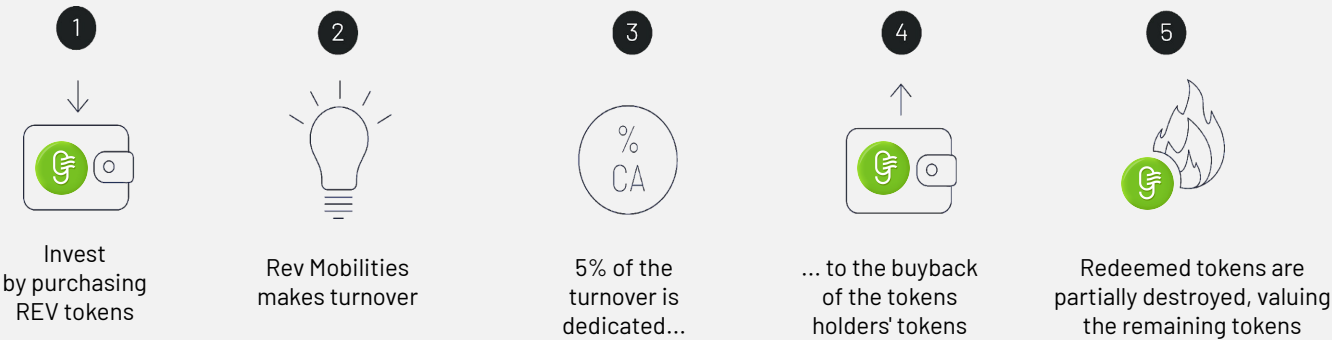 1
2
3
4
5
%
CA
Invest
by purchasing
REV tokens
Rev Mobilities
makes turnover
5% of the
turnover is
dedicated...
... to the buyback
of the tokens
holders' tokens
Redeemed tokens are
partially destroyed, valuing
the remaining tokens